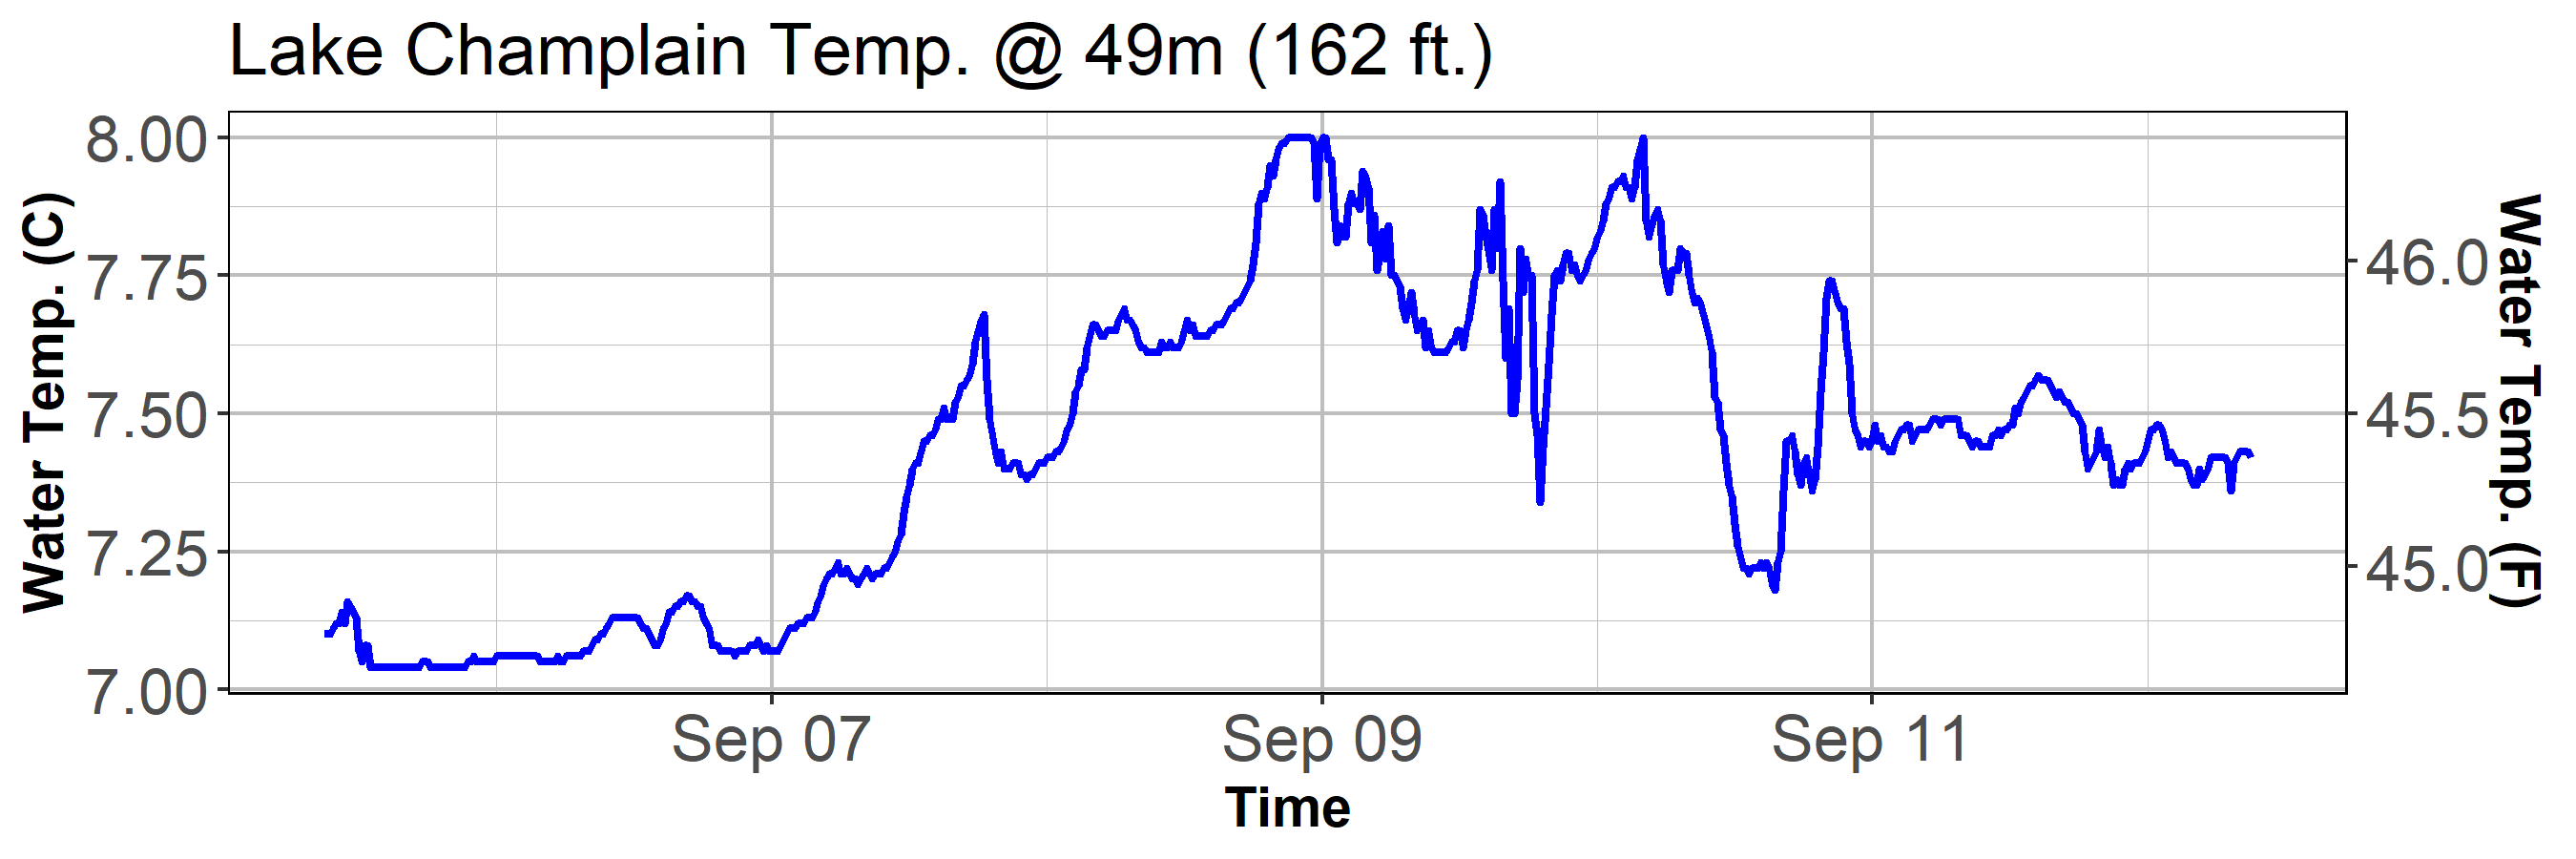 Lake Champlain Temp. @ 49m (162 ft.)
Water Temp. (C)
8.00
7.75
7.50
7.25
7.00
46.0
45.5
45.0
Water Temp. (F)
Sep 07 Sep 09 Sep 11
Time